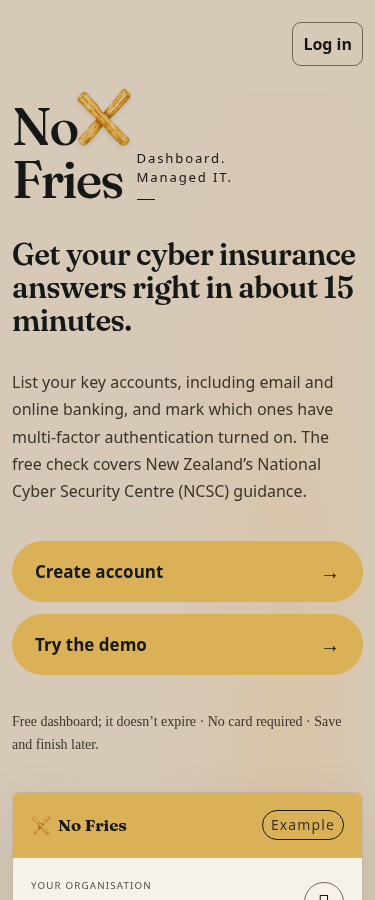 Log in
No
Fries
Dashboard.
Managed IT.
Get your cyber insurance
answers right in about 15
minutes.
List your key accounts, including email and
online banking, and mark which ones have
multi-factor authentication turned on. The
free check covers New Zealand’s National
Cyber Security Centre (NCSC) guidance.
Create account →
Try the demo →
Free dashboard; it doesn’t expire · No card required · Save
and finish later.
No Fries
Example
YOUR ORGANISATION